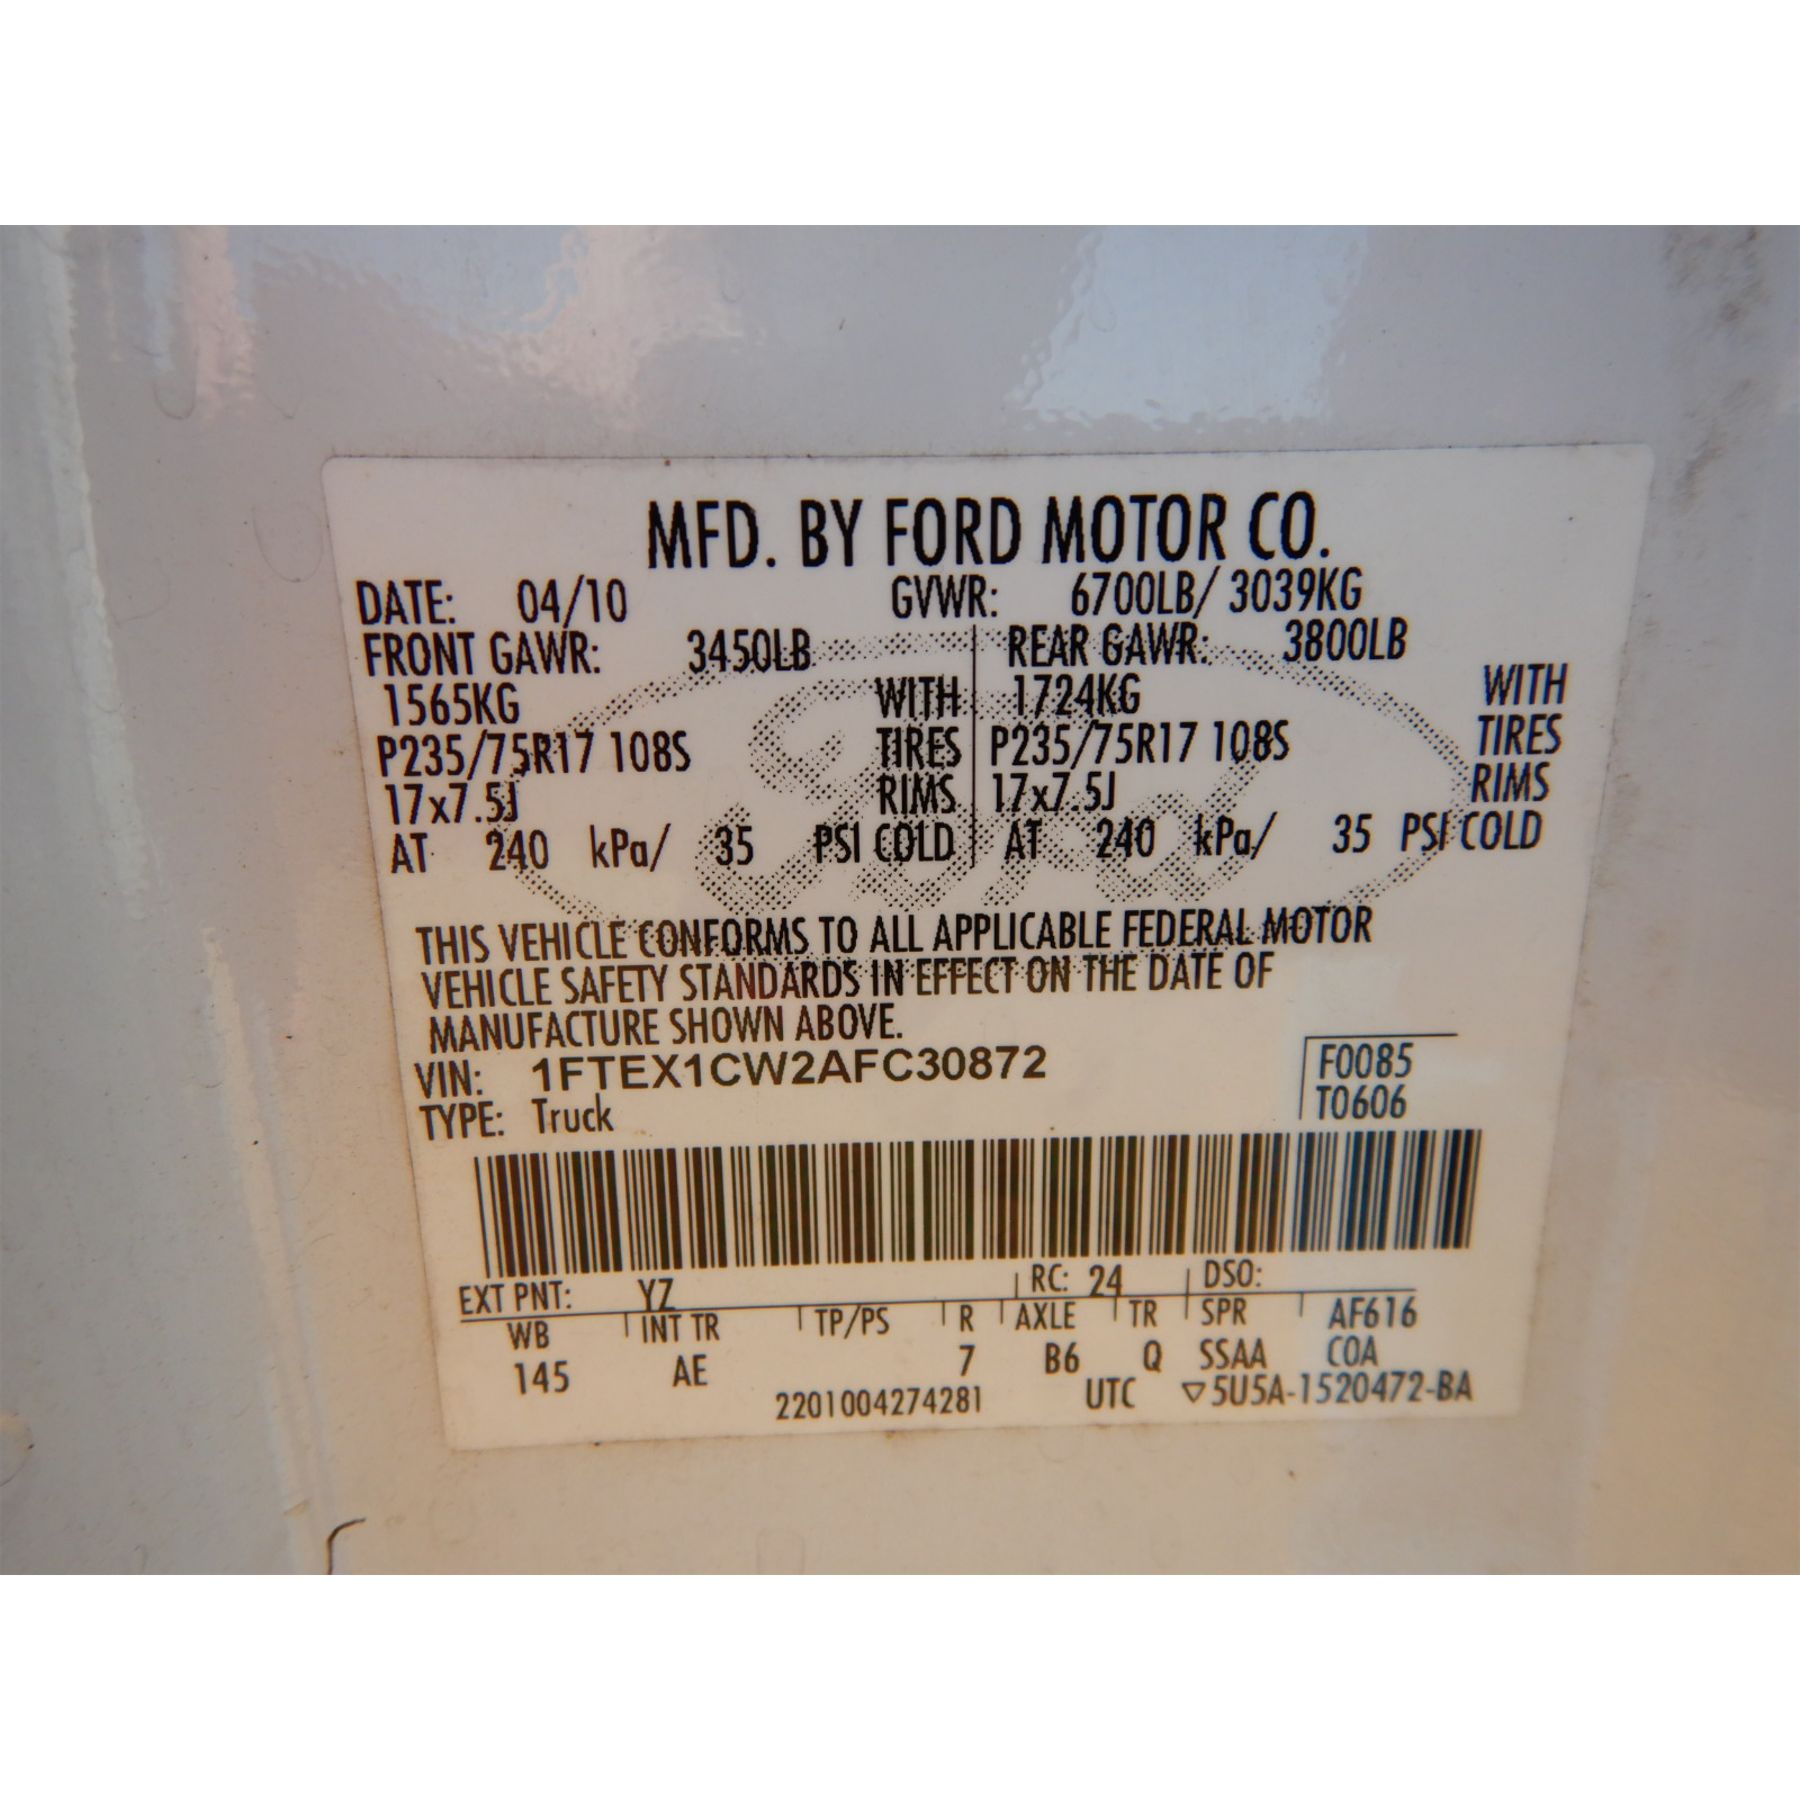 MFD. BY FORD MOTOR CO.
DATE: 04/10 GVWR: 6700LB/ 3039KG
FRONT GAWR: 3450LB REAR GAWR: 3800LB
1565KG WITH 1724KG WITH
P235/75R17 108S TIRES P235/75R17 108S TIRES
17x7.5J RIMS 17x7.5J RIMS
AT 240 kPa/ 35 PSI COLD AT 240 kPa/ 35 PSI COLD
Ford
THIS VEHICLE CONFORMS TO ALL APPLICABLE FEDERAL MOTOR
VEHICLE SAFETY STANDARDS IN EFFECT ON THE DATE OF
MANUFACTURE SHOWN ABOVE.
VIN: 1FTEX1CW2AFC30872 F0085
TYPE: Truck T0606
EXT PNT: YZ RC: 24 DSO:
WB INT TR TP/PS R AXLE TR SPR AF616
145 AE 7 B6 Q SSAA COA
2201004274281 UTC ▽5U5A-1520472-BA